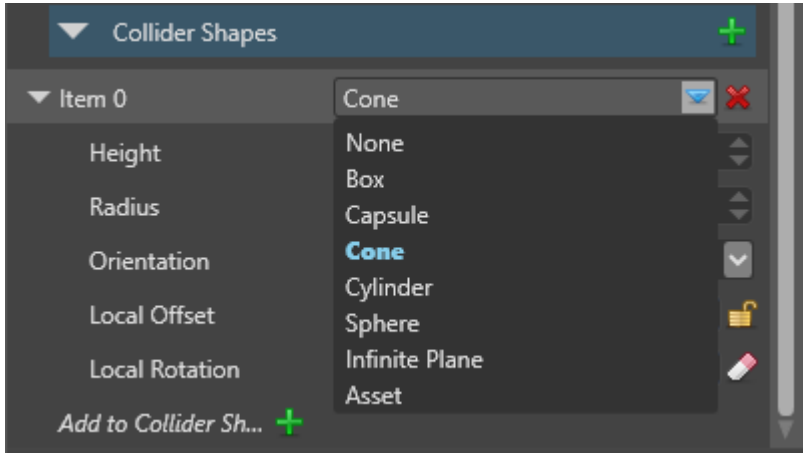 Collider Shapes
Item 0
Cone
Height
None
Box
Radius
Capsule
Cone
Orientation
Cylinder
Local Offset
Sphere
Infinite Plane
Local Rotation
Asset
Add to Collider Sh...